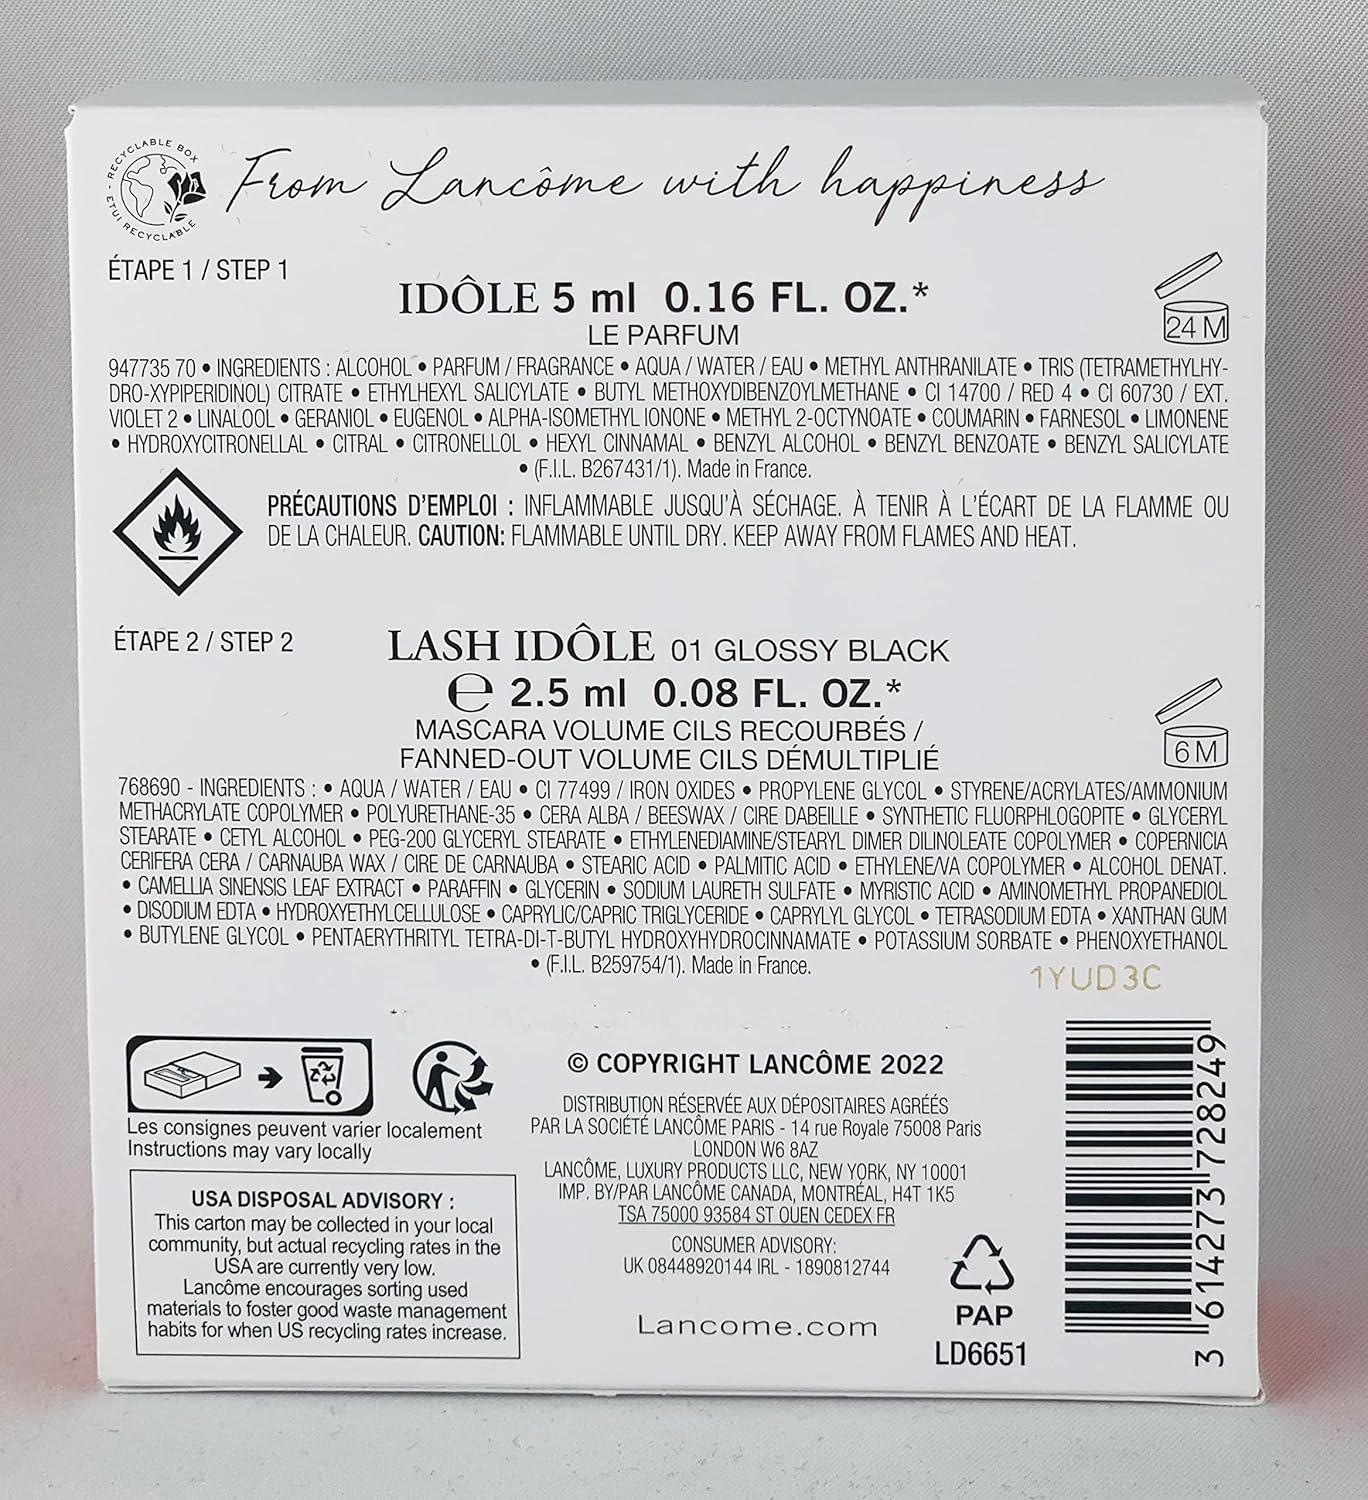 RECYCLABLE BOX - ETUI RECYCLABLE -
From Lancôme with happiness
ÉTAPE 1 / STEP 1
IDÔLE 5 ml 0.16 FL. OZ.*
LE PARFUM
24 M
947735 70 • INGREDIENTS : ALCOHOL • PARFUM / FRAGRANCE • AQUA / WATER / EAU • METHYL ANTHRANILATE • TRIS (TETRAMETHYLHY-
DRO-XYPIPERIDINOL) CITRATE • ETHYLHEXYL SALICYLATE • BUTYL METHOXYDIBENZOYLMETHANE • CI 14700 / RED 4 • CI 60730 / EXT.
VIOLET 2 • LINALOOL • GERANIOL • EUGENOL • ALPHA-ISOMETHYL IONONE • METHYL 2-OCTYNOATE • COUMARIN • FARNESOL • LIMONENE
• HYDROXYCITRONELLAL • CITRAL • CITRONELLOL • HEXYL CINNAMAL • BENZYL ALCOHOL • BENZYL BENZOATE • BENZYL SALICYLATE
• (F.I.L. B267431/1). Made in France.
PRÉCAUTIONS D'EMPLOI : INFLAMMABLE JUSQU'À SÉCHAGE. À TENIR À L'ÉCART DE LA FLAMME OU
DE LA CHALEUR. CAUTION: FLAMMABLE UNTIL DRY. KEEP AWAY FROM FLAMES AND HEAT.
ÉTAPE 2 / STEP 2
LASH IDÔLE 01 GLOSSY BLACK
℮ 2.5 ml 0.08 FL. OZ.*
MASCARA VOLUME CILS RECOURBÉS /
FANNED-OUT VOLUME CILS DÉMULTIPLIÉ
6 M
768690 - INGREDIENTS : • AQUA / WATER / EAU • CI 77499 / IRON OXIDES • PROPYLENE GLYCOL • STYRENE/ACRYLATES/AMMONIUM
METHACRYLATE COPOLYMER • POLYURETHANE-35 • CERA ALBA / BEESWAX / CIRE DABEILLE • SYNTHETIC FLUORPHLOGOPITE • GLYCERYL
STEARATE • CETYL ALCOHOL • PEG-200 GLYCERYL STEARATE • ETHYLENEDIAMINE/STEARYL DIMER DILINOLEATE COPOLYMER • COPERNICIA
CERIFERA CERA / CARNAUBA WAX / CIRE DE CARNAUBA • STEARIC ACID • PALMITIC ACID • ETHYLENE/VA COPOLYMER • ALCOHOL DENAT.
• CAMELLIA SINENSIS LEAF EXTRACT • PARAFFIN • GLYCERIN • SODIUM LAURETH SULFATE • MYRISTIC ACID • AMINOMETHYL PROPANEDIOL
• DISODIUM EDTA • HYDROXYETHYLCELLULOSE • CAPRYLIC/CAPRIC TRIGLYCERIDE • CAPRYLYL GLYCOL • TETRASODIUM EDTA • XANTHAN GUM
• BUTYLENE GLYCOL • PENTAERYTHRITYL TETRA-DI-T-BUTYL HYDROXYHYDROCINNAMATE • POTASSIUM SORBATE • PHENOXYETHANOL
• (F.I.L. B259754/1). Made in France.
1YUD3C
Les consignes peuvent varier localement
Instructions may vary locally
USA DISPOSAL ADVISORY :
This carton may be collected in your local
community, but actual recycling rates in the
USA are currently very low.
Lancôme encourages sorting used
materials to foster good waste management
habits for when US recycling rates increase.
© COPYRIGHT LANCÔME 2022
DISTRIBUTION RÉSERVÉE AUX DÉPOSITAIRES AGRÉÉS
PAR LA SOCIÉTÉ LANCÔME PARIS - 14 rue Royale 75008 Paris
LONDON W6 8AZ
LANCÔME, LUXURY PRODUCTS LLC, NEW YORK, NY 10001
IMP. BY/PAR LANCÔME CANADA, MONTRÉAL, H4T 1K5
TSA 75000 93584 ST OUEN CEDEX FR
CONSUMER ADVISORY:
UK 08448920144 IRL - 1890812744
Lancome.com
PAP
LD6651
3 614273 728249